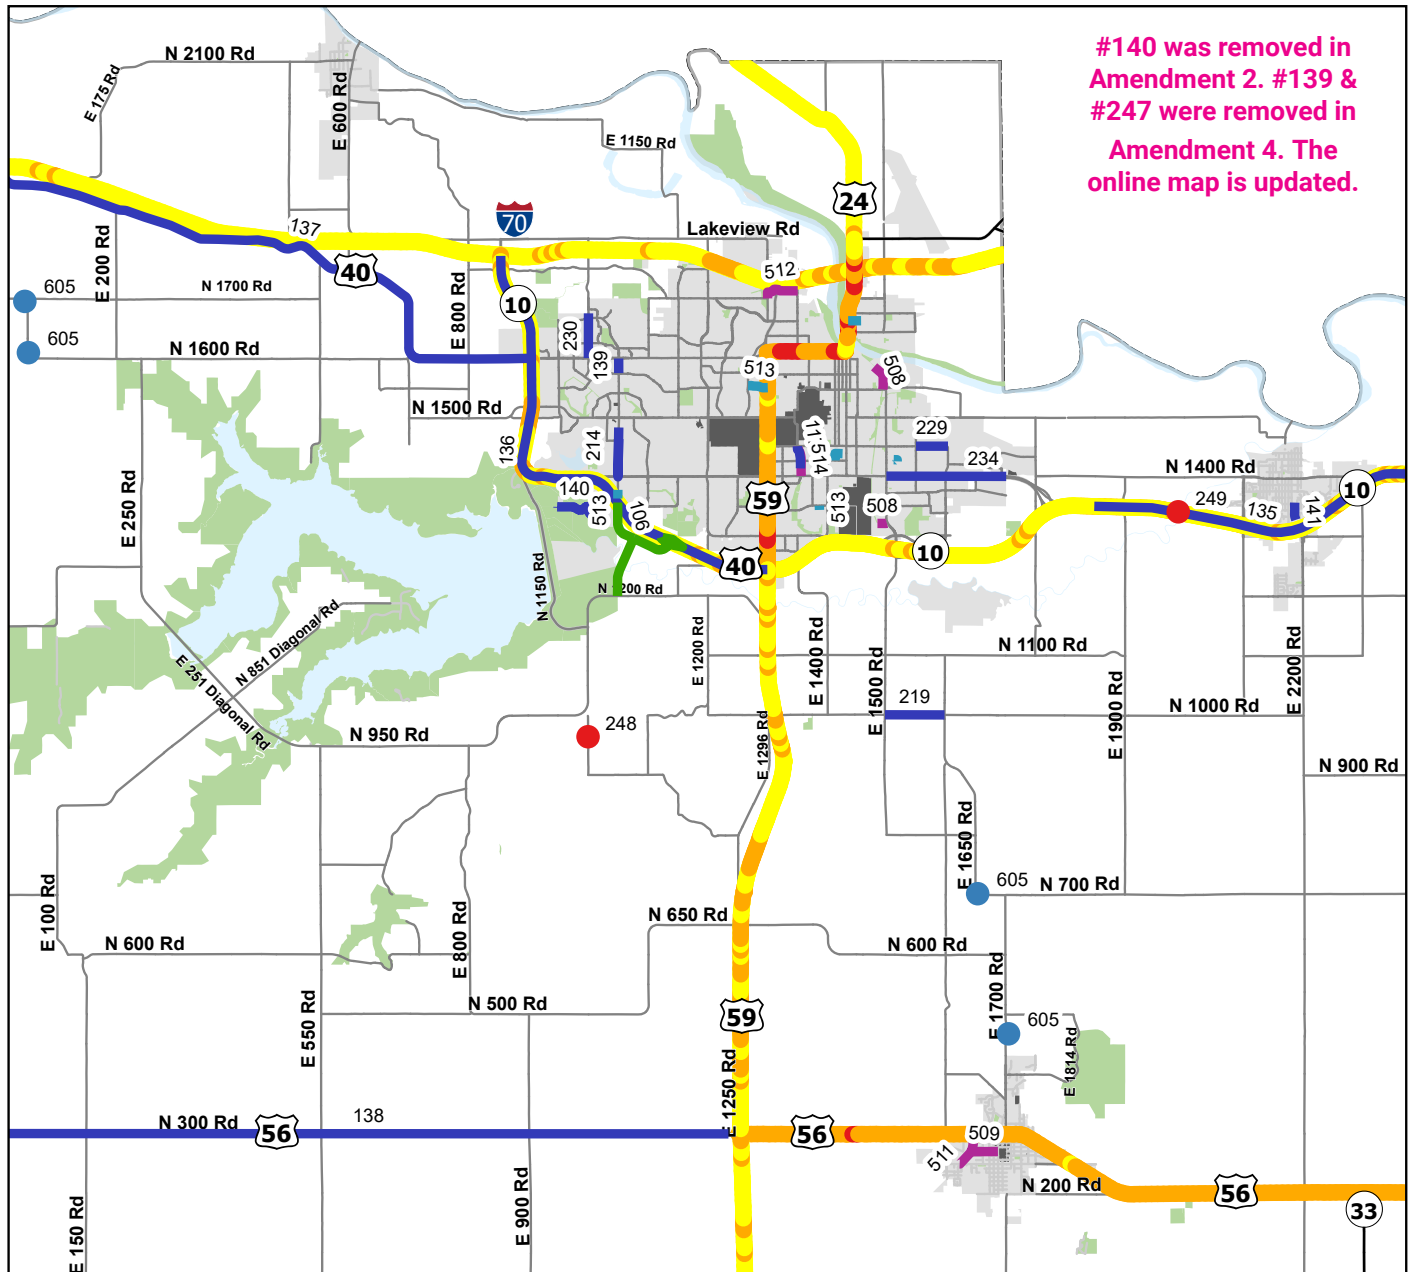 #140 was removed in
Amendment 2. #139 &
#247 were removed in
Amendment 4. The
online map is updated.
N 2100 Rd
E 175 Rd
E 600 Rd
E 1150 Rd
24
137
70
Lakeview Rd
E 200 Rd
40
512
605
N 1700 Rd
E 800 Rd
10
230
605
N 1600 Rd
139
513
508
N 1500 Rd
136
214
514
229
234
N 1400 Rd
E 250 Rd
140
513
106
59
513
508
249
135
141
10
10
40
N 1150 Rd
N 1200 Rd
N 851 Diagonal Rd
E 251 Diagonal Rd
E 1200 Rd
E 1400 Rd
E 1500 Rd
N 1100 Rd
E 2200 Rd
E 1900 Rd
219
N 1000 Rd
248
N 950 Rd
E 1296 Rd
N 900 Rd
E 1650 Rd
605
N 700 Rd
E 100 Rd
E 800 Rd
N 650 Rd
N 600 Rd
N 600 Rd
E 1700 Rd
N 500 Rd
59
605
E 550 Rd
E 1814 Rd
E 1250 Rd
N 300 Rd
56
138
56
509
511
N 200 Rd
56
33
E 150 Rd
E 900 Rd